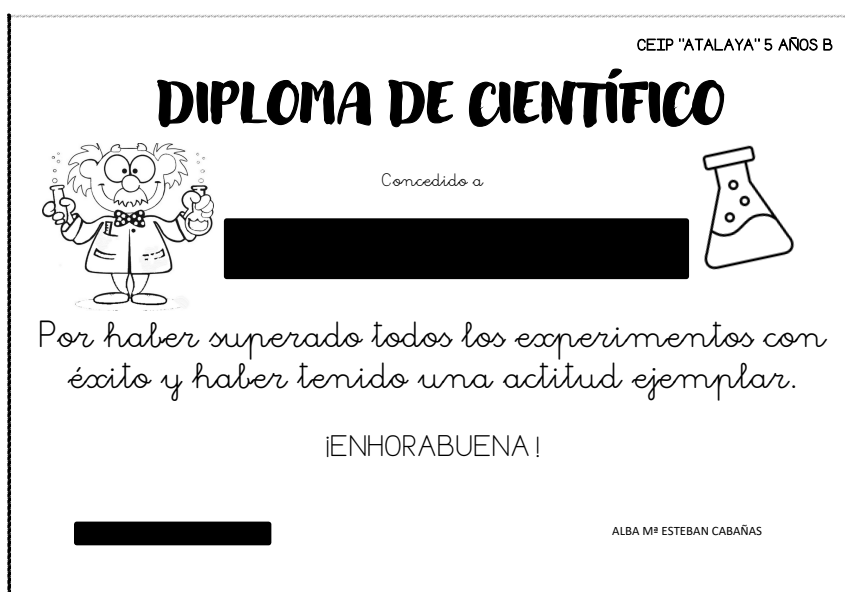 CEIP "ATALAYA" 5 AÑOS B
DIPLOMA DE CIENTÍFICO
Concedido a
Por haber superado todos los experimentos con
éxito y haber tenido una actitud ejemplar.
¡ENHORABUENA!
ALBA Mª ESTEBAN CABAÑAS